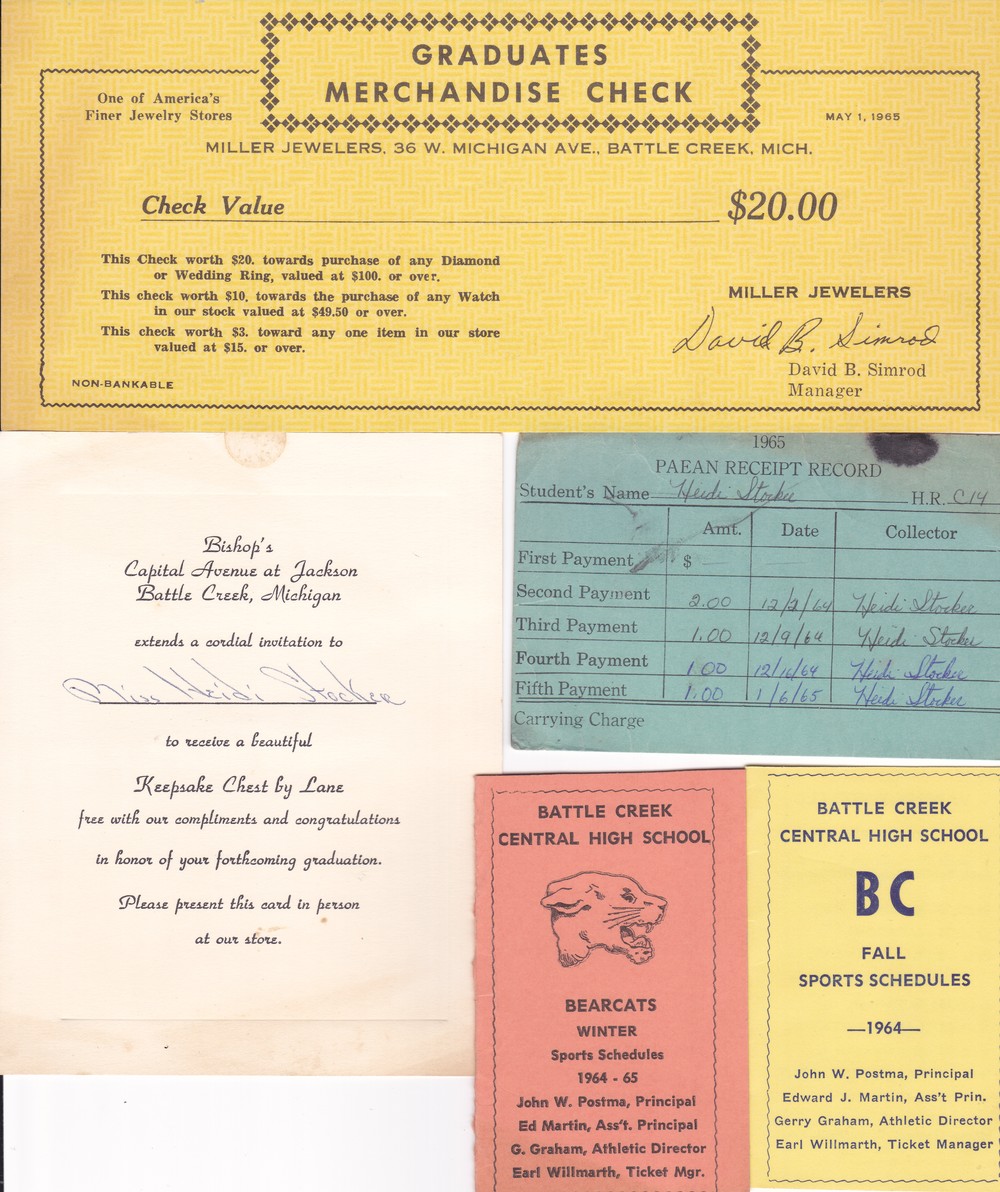 GRADUATES
MERCHANDISE CHECK
One of America's
Finer Jewelry Stores
MAY 1, 1965
MILLER JEWELERS, 36 W. MICHIGAN AVE., BATTLE CREEK, MICH.
Check Value $20.00
This Check worth $20. towards purchase of any Diamond
or Wedding Ring, valued at $100. or over.
This check worth $10. towards the purchase of any Watch
in our stock valued at $49.50 or over.
This check worth $3. toward any one item in our store
valued at $15. or over.
NON-BANKABLE
MILLER JEWELERS
David B. Simrod
David B. Simrod
Manager
Bishop's
Capital Avenue at Jackson
Battle Creek, Michigan
extends a cordial invitation to
Miss Heidi Stocker
to receive a beautiful
Keepsake Chest by Lane
free with our compliments and congratulations
in honor of your forthcoming graduation.
Please present this card in person
at our store.
1965
PAEAN RECEIPT RECORD
Student's Name Heidi Stocker H.R. C14
Amt. Date Collector
First Payment $
Second Payment 2.00 12/2/64 Heidi Stocker
Third Payment 1.00 12/9/64 Heidi Stocker
Fourth Payment 1.00 12/16/64 Heidi Stocker
Fifth Payment 1.00 1/6/65 Heidi Stocker
Carrying Charge
BATTLE CREEK
CENTRAL HIGH SCHOOL
BEARCATS
WINTER
Sports Schedules
1964 - 65
John W. Postma, Principal
Ed Martin, Ass't. Principal
G. Graham, Athletic Director
Earl Willmarth, Ticket Mgr.
BATTLE CREEK
CENTRAL HIGH SCHOOL
BC
FALL
SPORTS SCHEDULES
—1964—
John W. Postma, Principal
Edward J. Martin, Ass't Prin.
Gerry Graham, Athletic Director
Earl Willmarth, Ticket Manager